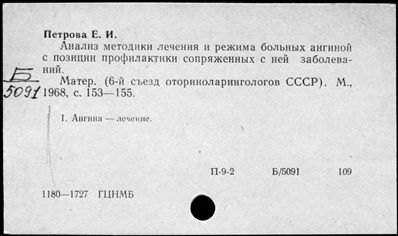 Петрова Е. И.
Анализ методики лечения и режима больных ангиной
с позиции профилактики сопряженных с ней заболева-
ний.
Б
5091
Матер. (6-й съезд оториноларингологов СССР). М.,
1968, с. 153—155.
1. Ангина — лечение.
П-9-2 Б/5091 109
1180—1727 ГЦНМБ